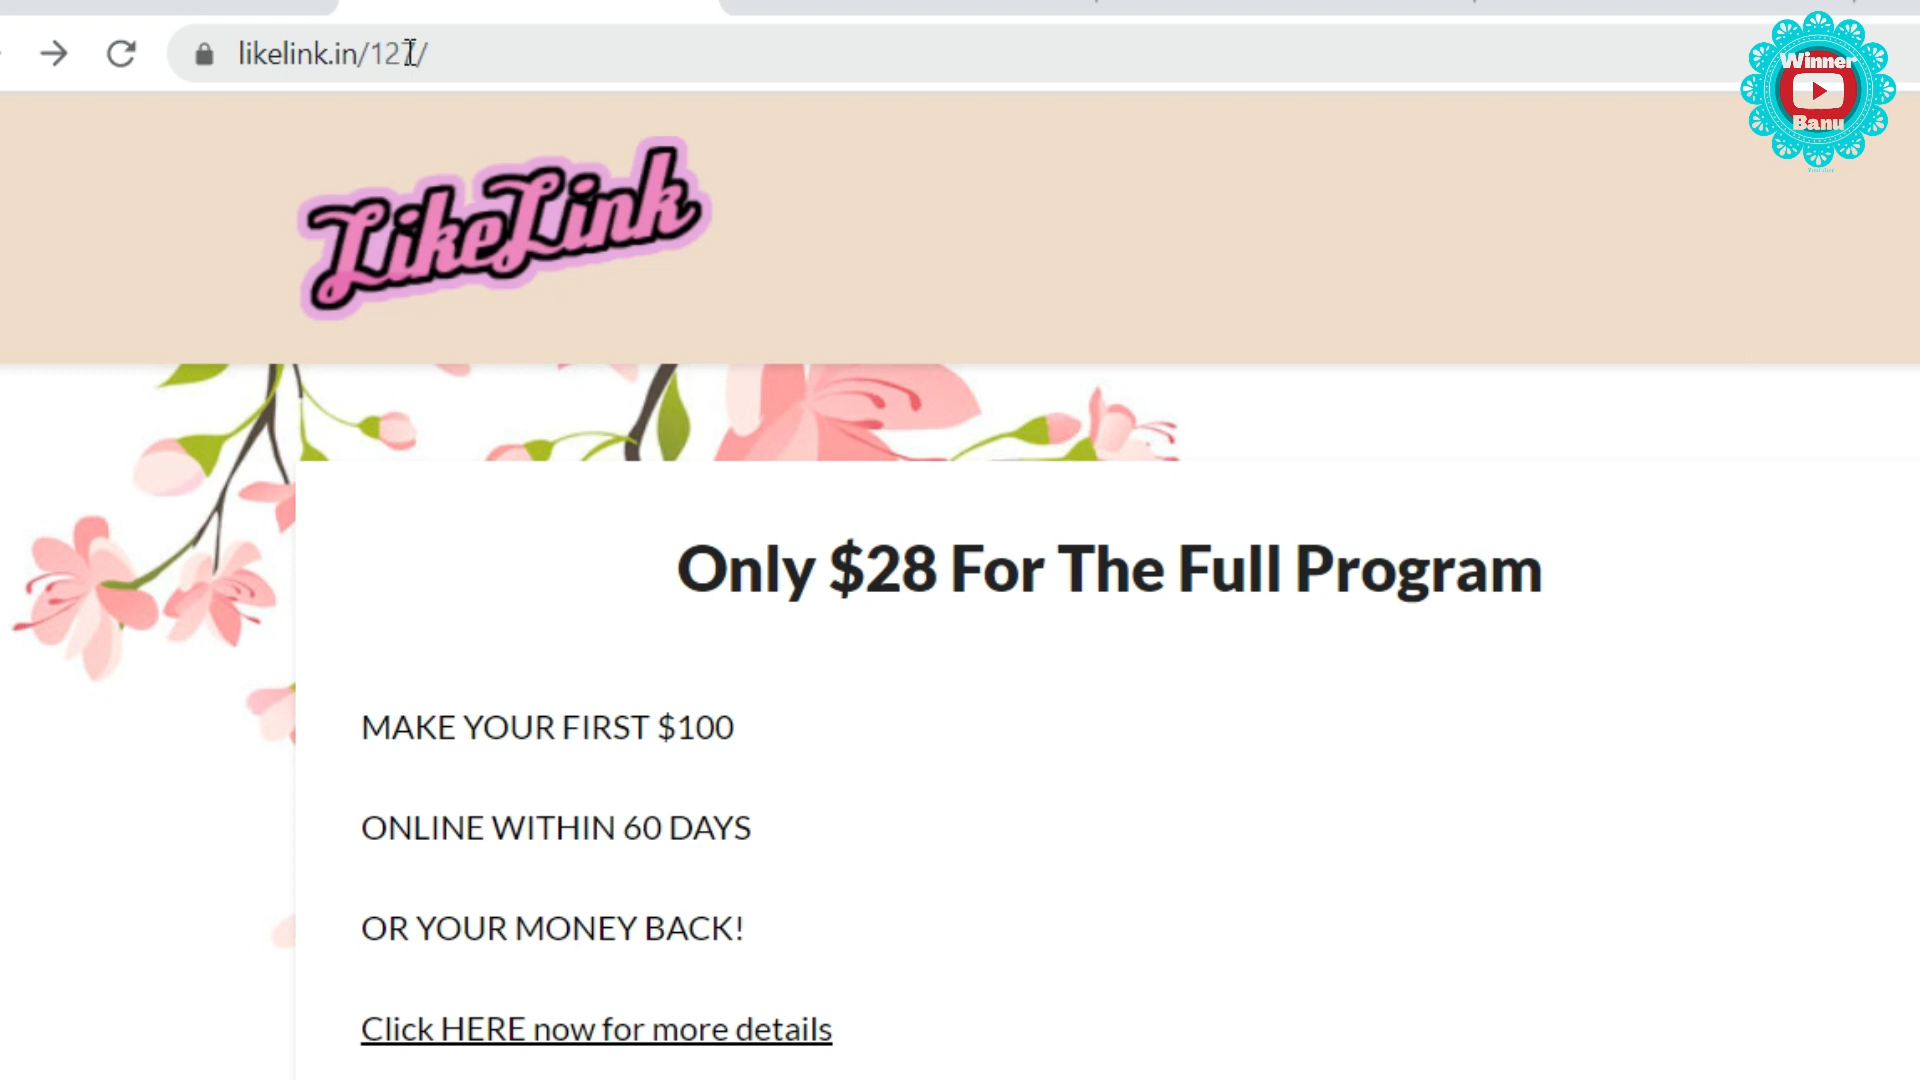 likelink.in/127/
Winner
Banu
LikeLink
Only $28 For The Full Program
MAKE YOUR FIRST $100
ONLINE WITHIN 60 DAYS
OR YOUR MONEY BACK!
Click HERE now for more details